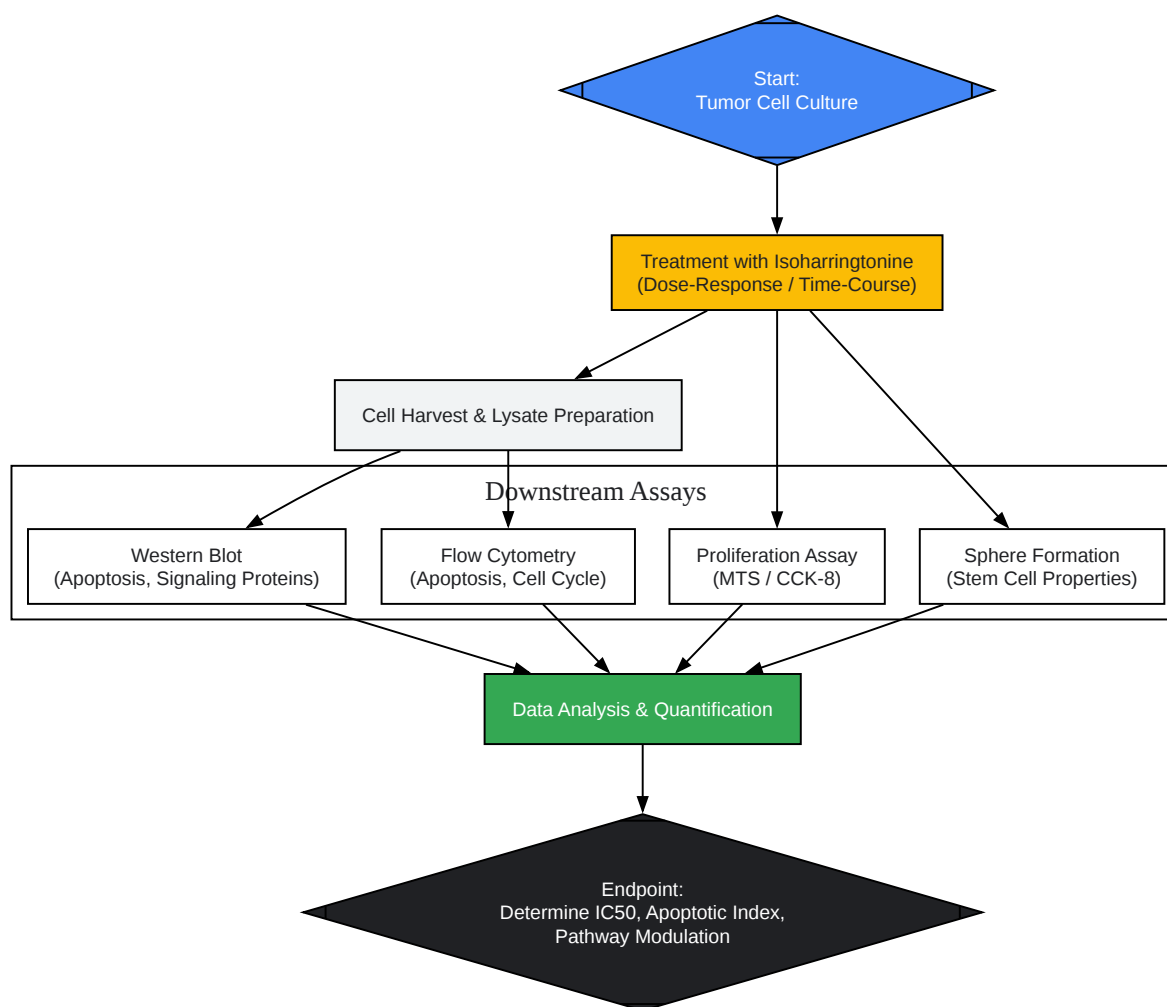 Start:
Tumor Cell Culture
Treatment with Isoharringtonine
(Dose-Response / Time-Course)
Cell Harvest & Lysate Preparation
Downstream Assays
Western Blot
(Apoptosis, Signaling Proteins)
Flow Cytometry
(Apoptosis, Cell Cycle)
Proliferation Assay
(MTS / CCK-8)
Sphere Formation
(Stem Cell Properties)
Data Analysis & Quantification
Endpoint:
Determine IC50, Apoptotic Index,
Pathway Modulation